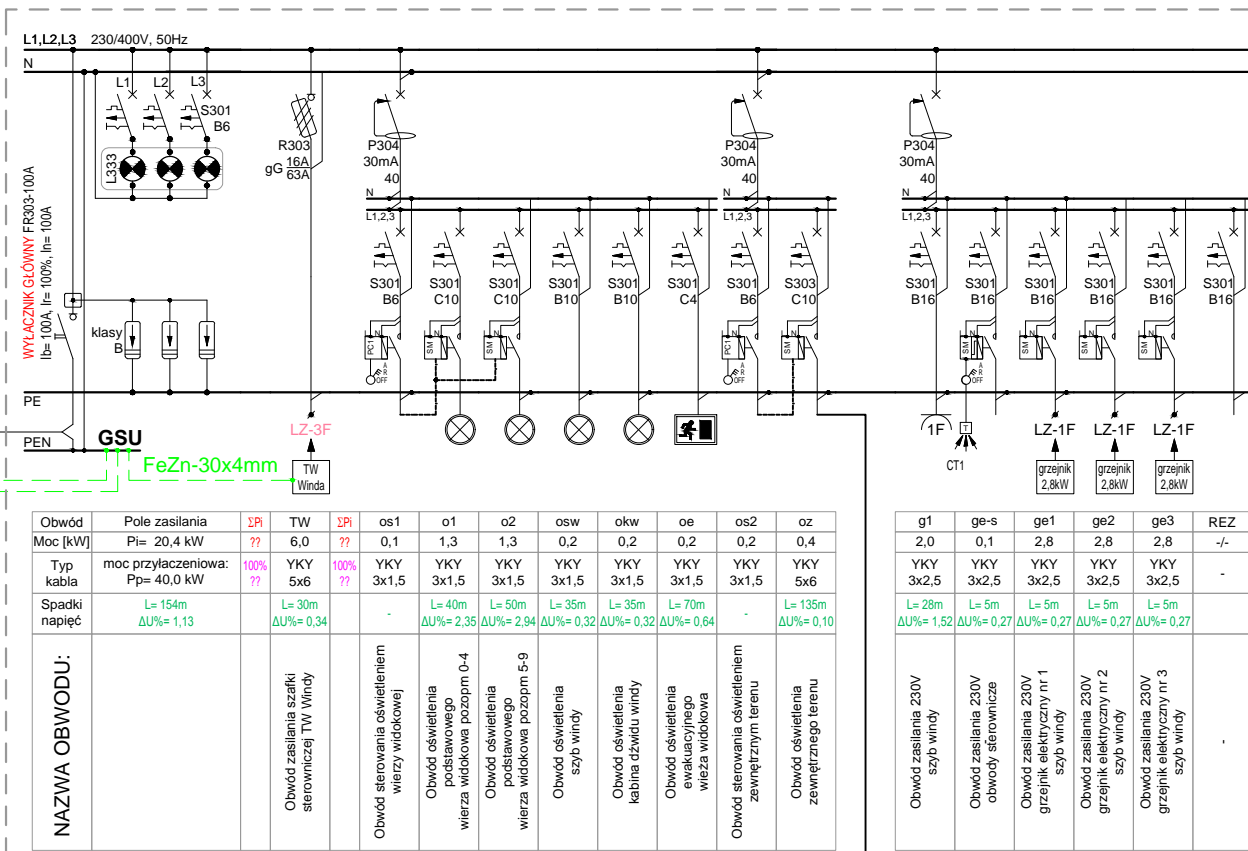 L1,L2,L3 230/400V, 50Hz
N
L1 L2 L3
S301
B6
L333
R303
gG 16A
63A
P304
30mA
40
P304
30mA
40
P304
30mA
40
N
L1,2,3
N
L1,2,3
N
L1,2,3
WYŁĄCZNIK GŁÓWNY FR303-100A
Ib= 100A, Ir= 100%, In= 100A
klasy
B
S301
B6
S301
C10
S301
C10
S301
B10
S301
B10
S301
C4
S301
B6
S303
C10
S301
B16
S301
B16
S301
B16
S301
B16
S301
B16
S301
B16
PC1 N
SM N
SM N
PC1 N
SM N
SM N
SM N
SM N
SM N
A
R
OFF
A
R
OFF
A
R
OFF
PE
PEN
GSU
FeZn-30x4mm
LZ-3F
TW
Winda
1F
T
CT1
LZ-1F LZ-1F LZ-1F
grzejnik
2,8kW
grzejnik
2,8kW
grzejnik
2,8kW
Obwód Pole zasilania ΣPi TW ΣPi os1 o1 o2 osw okw oe os2 oz g1 ge-s ge1 ge2 ge3 REZ
Moc [kW] Pi= 20,4 kW ?? 6,0 ?? 0,1 1,3 1,3 0,2 0,2 0,2 0,2 0,4 2,0 0,1 2,8 2,8 2,8 -/-
Typ moc przyłaczeniowa: 100% YKY 100% YKY YKY YKY YKY YKY YKY YKY YKY YKY YKY YKY YKY YKY -
kabla Pp= 40,0 kW ?? 5x6 ?? 3x1,5 3x1,5 3x1,5 3x1,5 3x1,5 3x1,5 3x1,5 5x6 3x2,5 3x2,5 3x2,5 3x2,5 3x2,5
Spadki L= 154m L= 30m - L= 40m L= 50m L= 35m L= 35m L= 70m - L= 135m L= 28m L= 5m L= 5m L= 5m L= 5m -
napięć ΔU%= 1,13 ΔU%= 0,34 ΔU%= 2,35 ΔU%= 2,94 ΔU%= 0,32 ΔU%= 0,32 ΔU%= 0,64 ΔU%= 0,10 ΔU%= 1,52 ΔU%= 0,27 ΔU%= 0,27 ΔU%= 0,27 ΔU%= 0,27
NAZWA OBWODU:
Obwód zasilania szafki
sterowniczej TW Windy
Obwód sterowania oświetleniem
wierzy widokowej
Obwód oświetlenia
podstawowego
wierza widokowa pozopm 0-4
Obwód oświetlenia
podstawowego
wierza widokowa pozopm 5-9
Obwód oświetlenia
szyb windy
Obwód oświetlenia
kabina dźwidu windy
Obwód oświetlenia
ewakuacyjnego
wieza widokowa
Obwód sterowania oświetleniem
zewnętrznym terenu
Obwód oświetlenia
zewnętrznego terenu
Obwód zasilania 230V
szyb windy
Obwód zasilania 230V
obwody sterownicze
Obwód zasilania 230V
grzejnik elektryczny nr 1
szyb windy
Obwód zasilania 230V
grzejnik elektryczny nr 2
szyb windy
Obwód zasilania 230V
grzejnik elektryczny nr 3
szyb windy
-